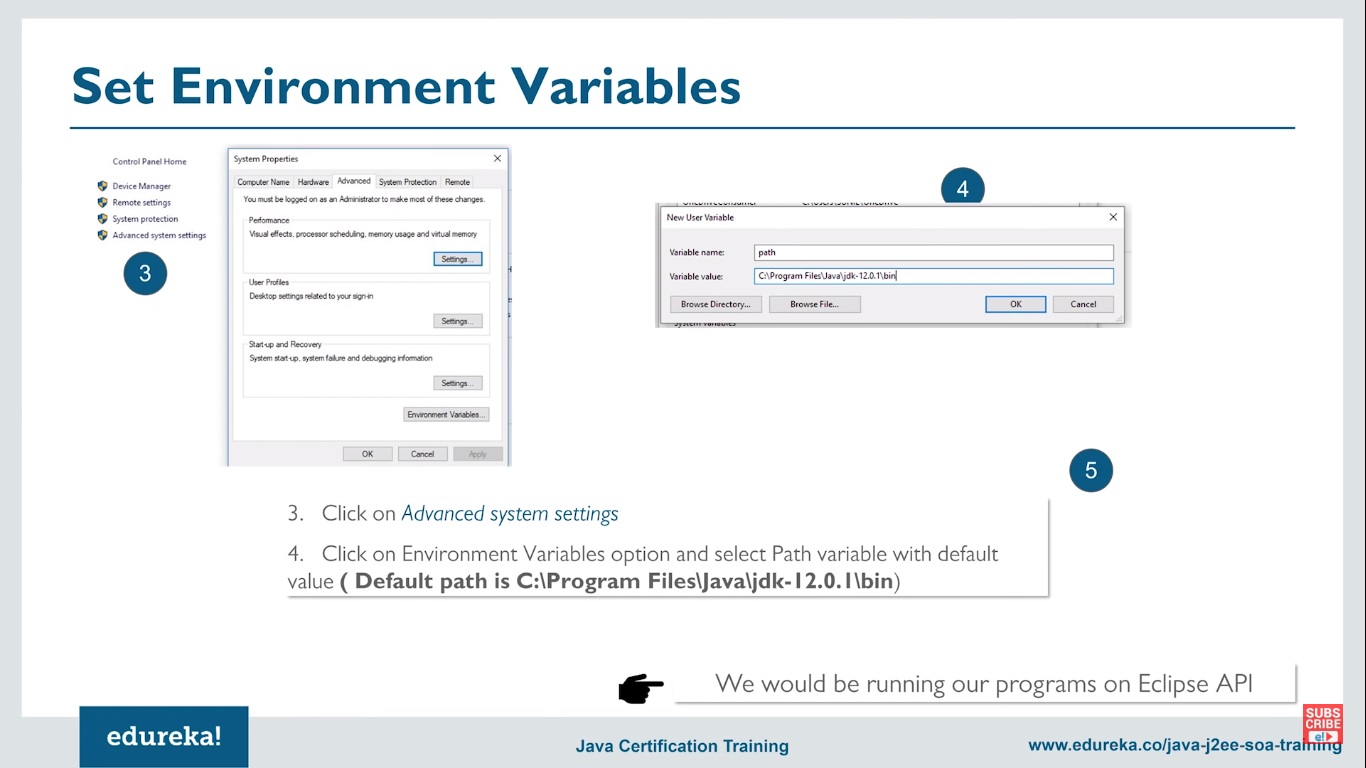 Set Environment Variables
Control Panel Home
Device Manager
Remote settings
System protection
Advanced system settings
3
System Properties
Computer Name Hardware Advanced System Protection Remote
You must be logged on as an Administrator to make most of these changes.
Performance
Visual effects, processor scheduling, memory usage and virtual memory
Settings...
User Profiles
Desktop settings related to your sign-in
Settings...
Start-up and Recovery
System start-up, system failure and debugging information
Settings...
Environment Variables...
OK Cancel Apply
4
New User Variable
Variable name: path
Variable value: C:\Program Files\Java\jdk-12.0.1\bin
Browse Directory... Browse File... OK Cancel
System variables
5
3. Click on Advanced system settings
4. Click on Environment Variables option and select Path variable with default
value ( Default path is C:\Program Files\Java\jdk-12.0.1\bin)
We would be running our programs on Eclipse API
edureka!
Java Certification Training
www.edureka.co/java-j2ee-soa-training
SUBS
CRIBE
e!